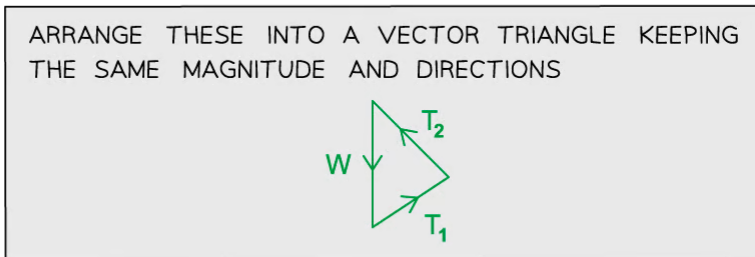 ARRANGE THESE INTO A VECTOR TRIANGLE KEEPING
THE SAME MAGNITUDE AND DIRECTIONS
T₂
W
T₁